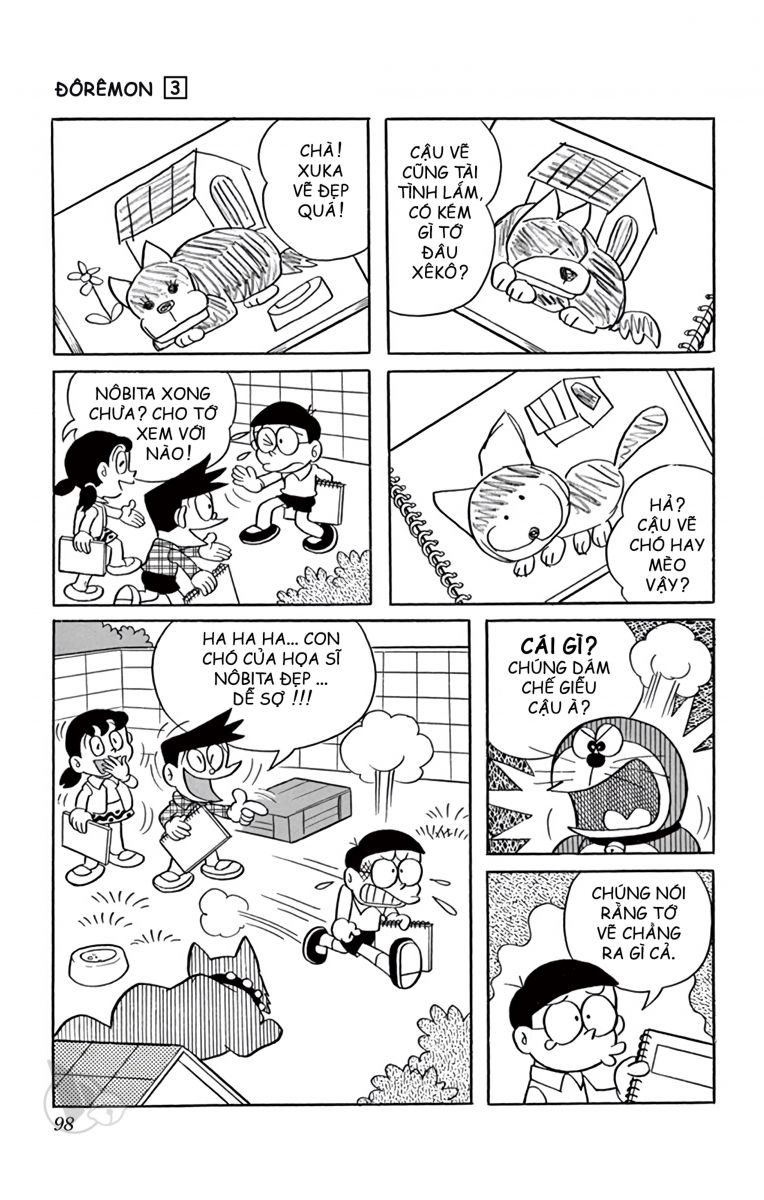 ĐÔRÊMON 3
CHÀ!
XUKA
VẼ ĐẸP
QUÁ!
CẬU VẼ
CŨNG TÀI
TÌNH LẮM,
CÓ KÉM
GÌ TỚ
ĐÂU
XÊKÔ?
NÔBITA XONG
CHƯA? CHO TỚ
XEM VỚI
NÀO!
HẢ?
CẬU VẼ
CHÓ HAY
MÈO
VẬY?
HA HA HA... CON
CHÓ CỦA HỌA SĨ
NÔBITA ĐẸP ...
DỄ SỢ !!!
CÁI GÌ?
CHÚNG DÁM
CHẾ GIỄU
CẬU À?
CHÚNG NÓI
RẰNG TỚ
VẼ CHẲNG
RA GÌ CẢ.
98